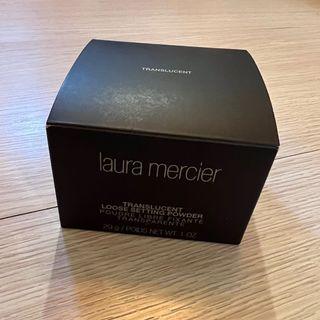 TRANSLUCENT
laura mercier
TRANSLUCENT
LOOSE SETTING POWDER
POUDRE LIBRE FIXANTE
TRANSPARENTE
29 g / POIDS NET WT. 1 OZ